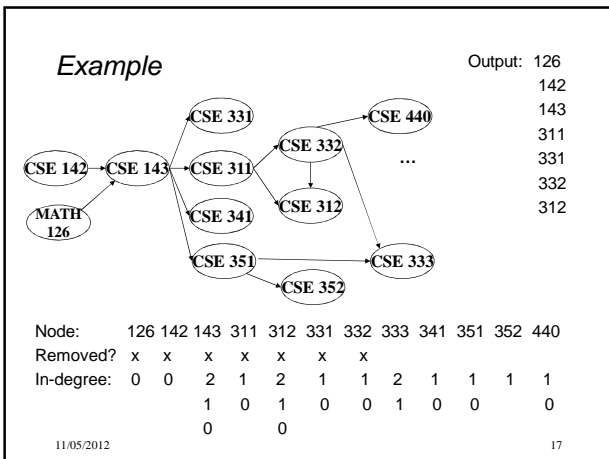 Example
Output: 126
142
143
311
331
332
312
CSE 331
CSE 440
CSE 332
...
CSE 142
CSE 143
CSE 311
MATH
126
CSE 341
CSE 312
CSE 351
CSE 333
CSE 352
Node: 126 142 143 311 312 331 332 333 341 351 352 440
Removed? x x x x x x x
In-degree: 0 0 2 1 2 1 1 2 1 1 1 1
1 0 1 0 0 1 0 0 0
0 0
11/05/2012
17